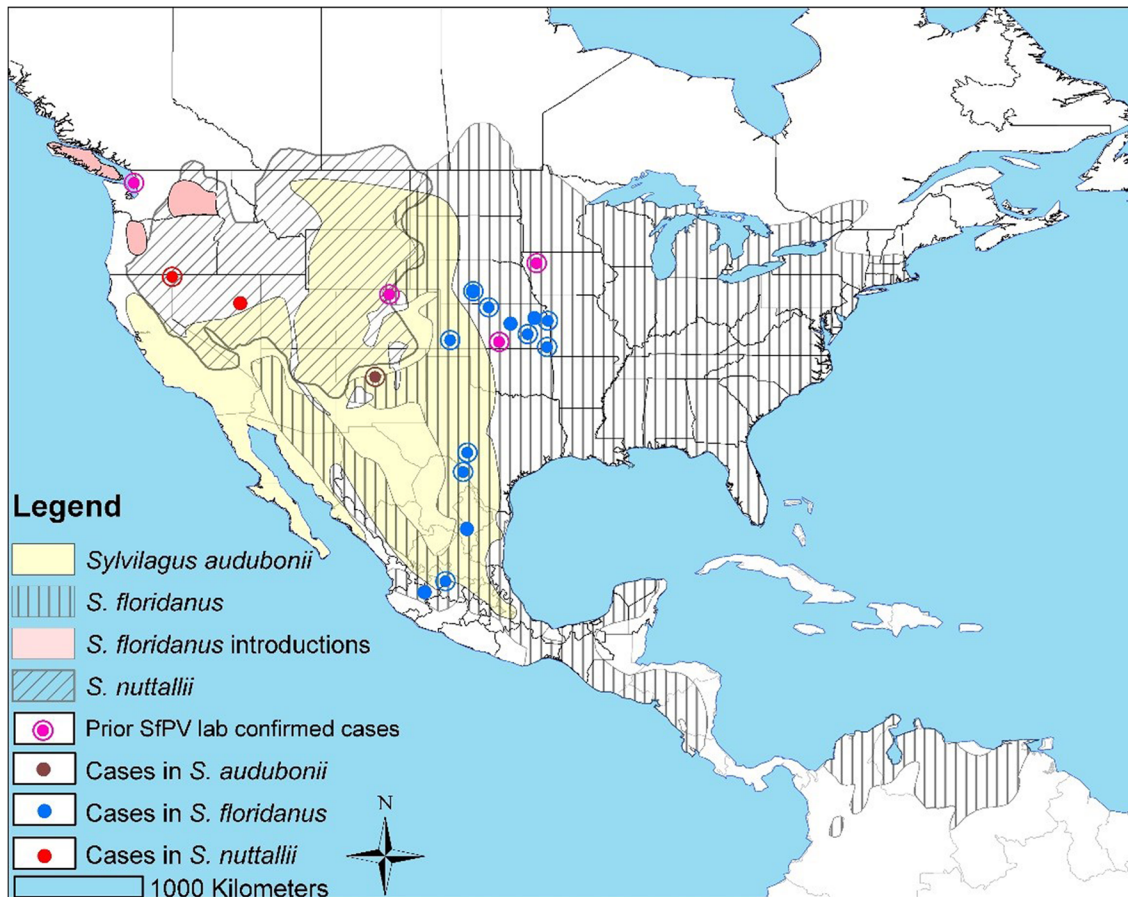 Legend
Sylvilagus audubonii
S. floridanus
S. floridanus introductions
S. nuttallii
Prior SfPV lab confirmed cases
Cases in S. audubonii
Cases in S. floridanus
Cases in S. nuttallii
1000 Kilometers
N